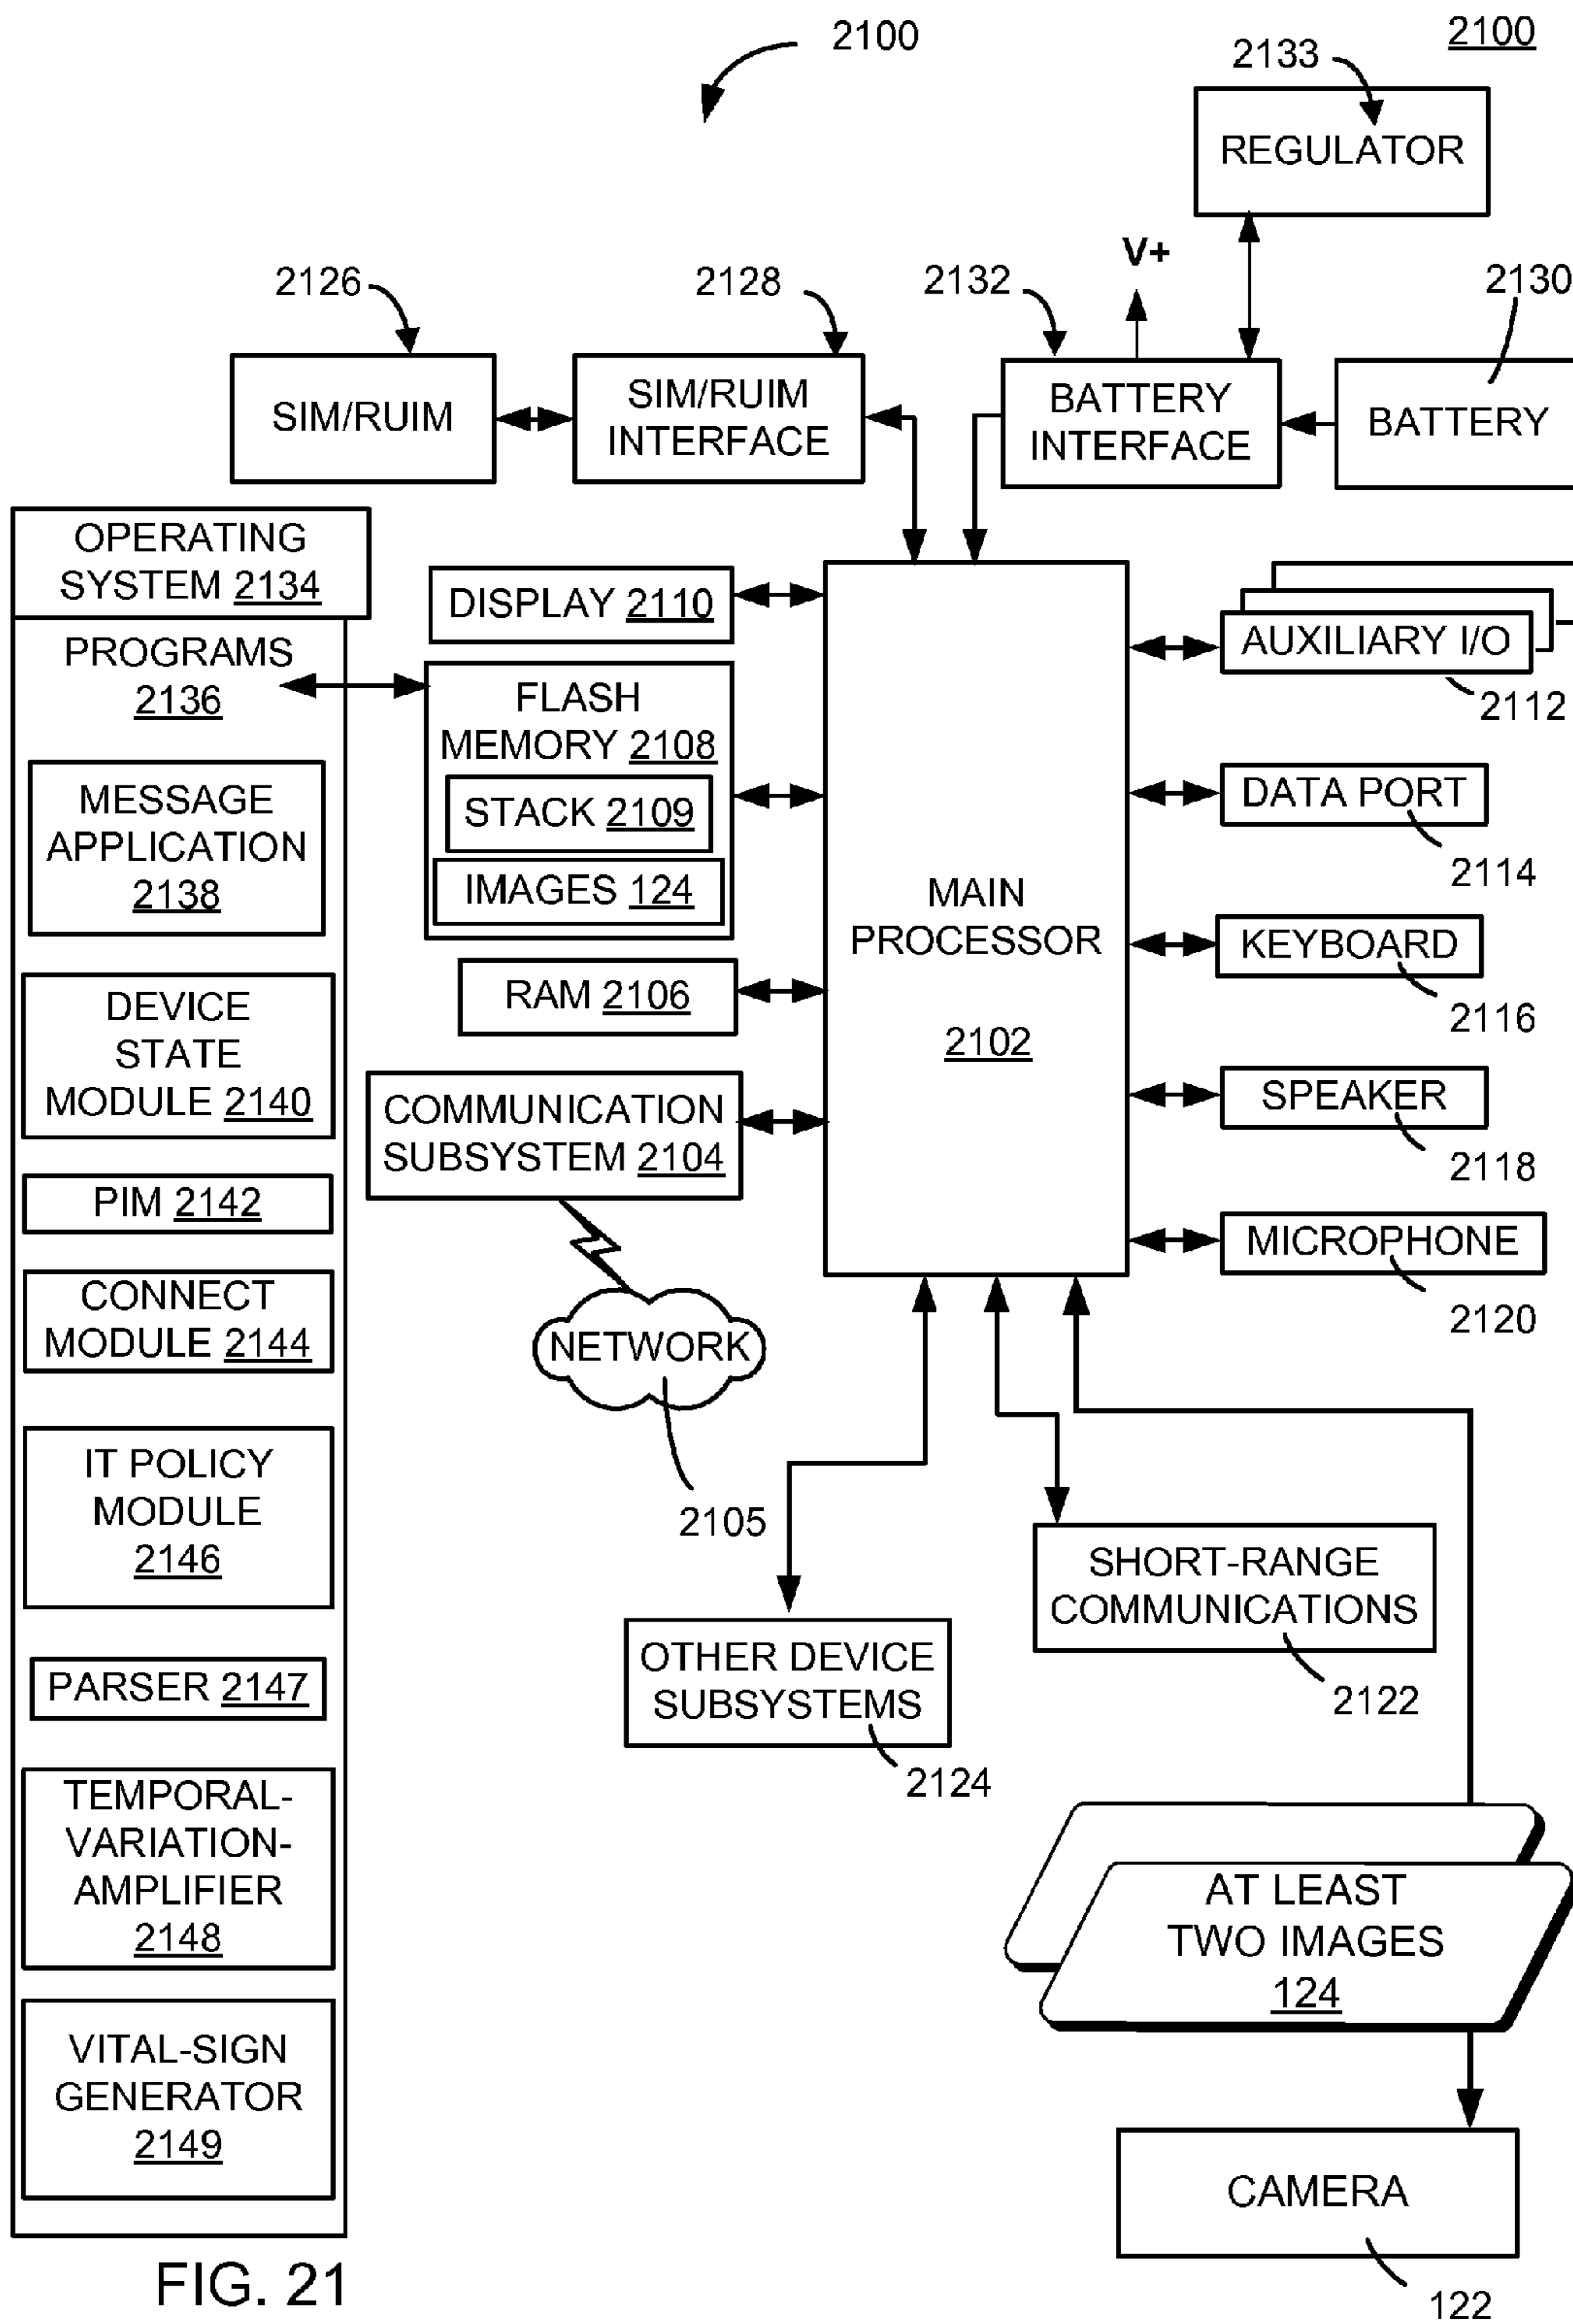 2100
2100
2133
REGULATOR
V+
2126
2128
2132
2130
SIM/RUIM
SIM/RUIM
INTERFACE
BATTERY
INTERFACE
BATTERY
OPERATING
SYSTEM 2134
PROGRAMS
2136
MESSAGE
APPLICATION
2138
DEVICE
STATE
MODULE 2140
PIM 2142
CONNECT
MODULE 2144
IT POLICY
MODULE
2146
PARSER 2147
TEMPORAL-
VARIATION-
AMPLIFIER
2148
VITAL-SIGN
GENERATOR
2149
DISPLAY 2110
FLASH
MEMORY 2108
STACK 2109
IMAGES 124
RAM 2106
COMMUNICATION
SUBSYSTEM 2104
NETWORK
2105
MAIN
PROCESSOR
2102
AUXILIARY I/O
2112
DATA PORT
2114
KEYBOARD
2116
SPEAKER
2118
MICROPHONE
2120
SHORT-RANGE
COMMUNICATIONS
2122
OTHER DEVICE
SUBSYSTEMS
2124
AT LEAST
TWO IMAGES
124
CAMERA
122
FIG. 21